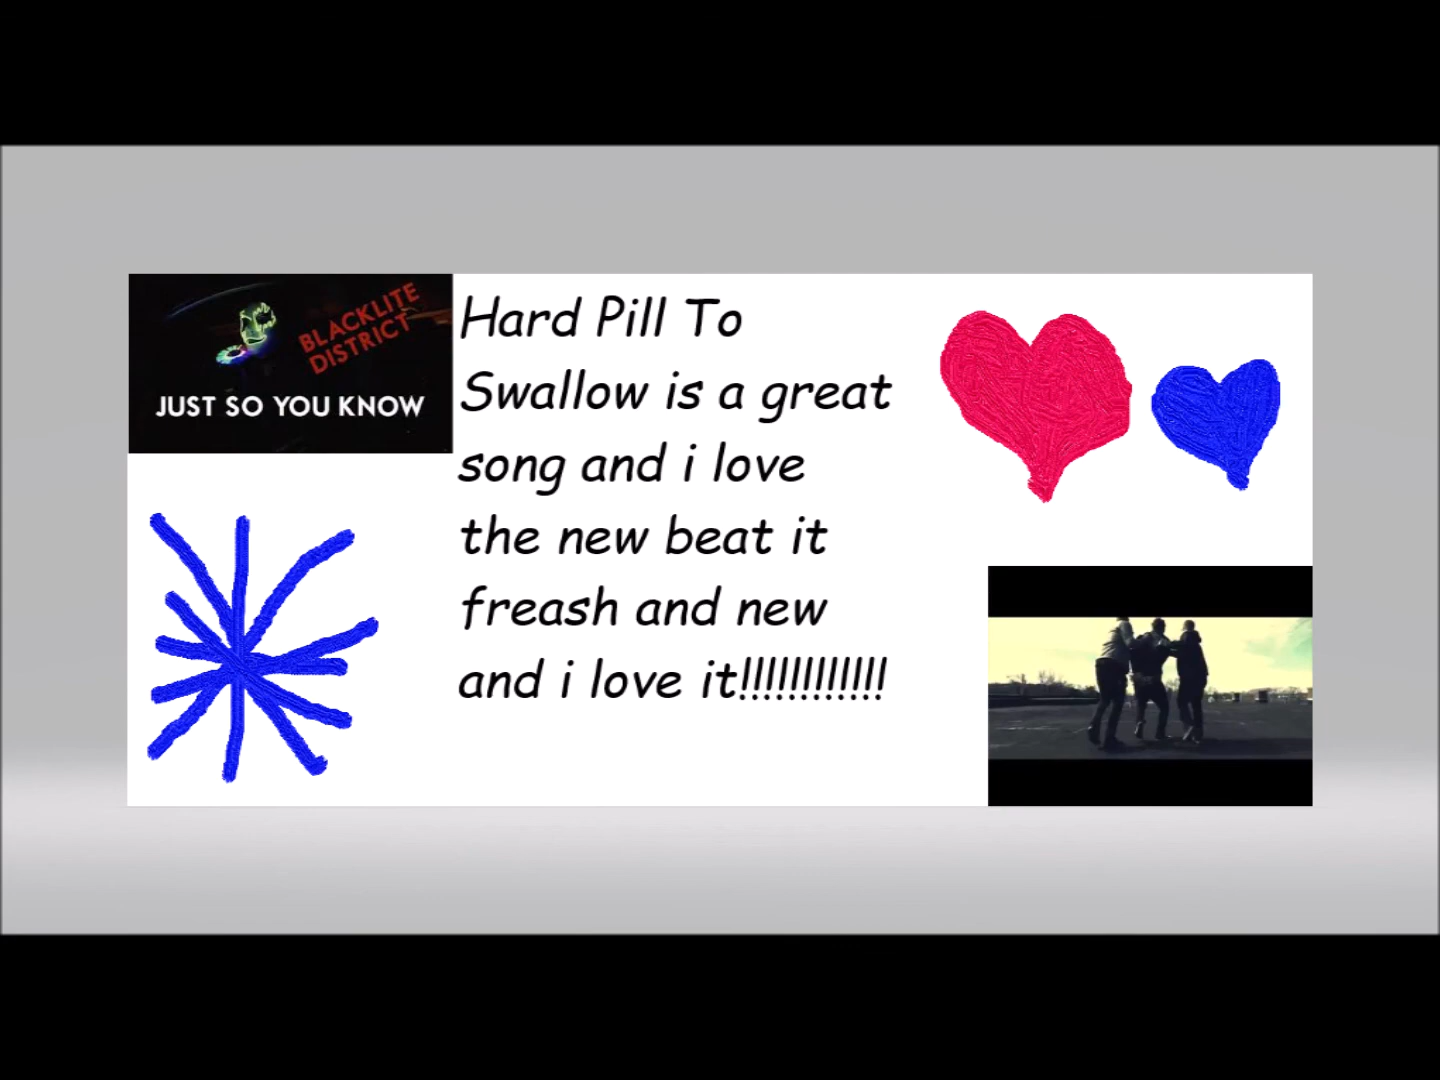 BLACKLITE
DISTRICT
JUST SO YOU KNOW
Hard Pill To
Swallow is a great
song and i love
the new beat it
freash and new
and i love it!!!!!!!!!!!!